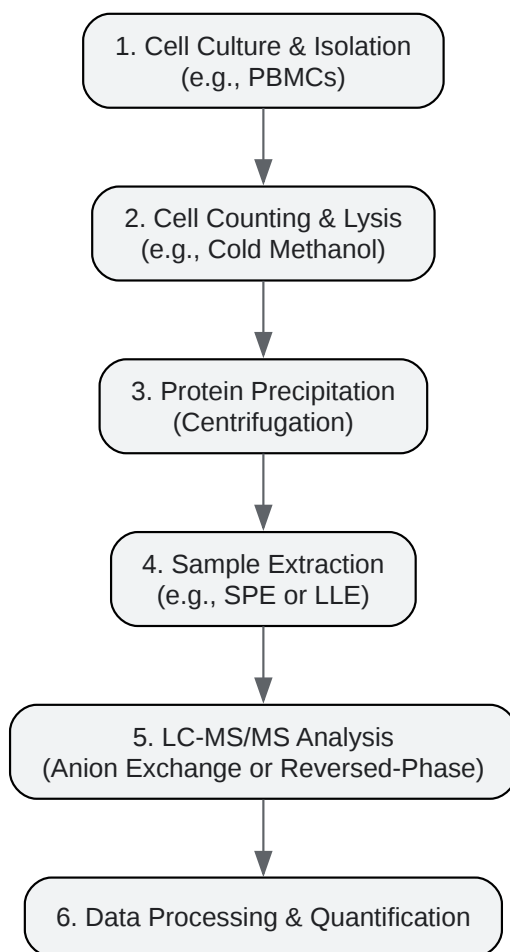 1. Cell Culture & Isolation
(e.g., PBMCs)
2. Cell Counting & Lysis
(e.g., Cold Methanol)
3. Protein Precipitation
(Centrifugation)
4. Sample Extraction
(e.g., SPE or LLE)
5. LC-MS/MS Analysis
(Anion Exchange or Reversed-Phase)
6. Data Processing & Quantification